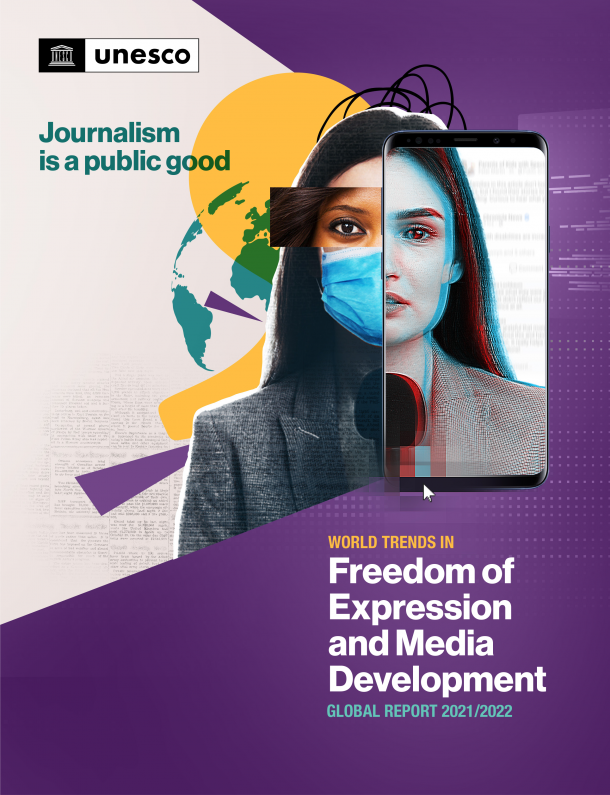 unesco
Journalism
is a public good
WORLD TRENDS IN
Freedom of
Expression
and Media
Development
GLOBAL REPORT 2021/2022